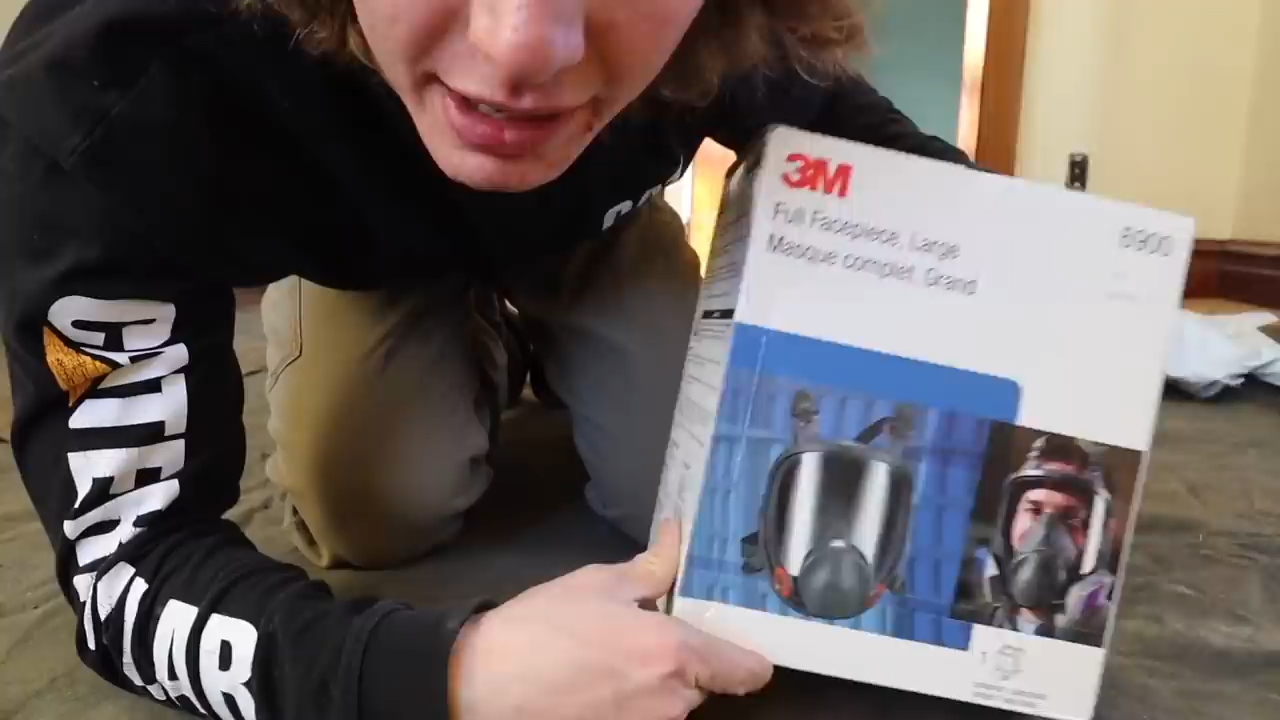 CATERPILLAR
3M
Full Facepiece, Large
Masque complet, Grand
6900